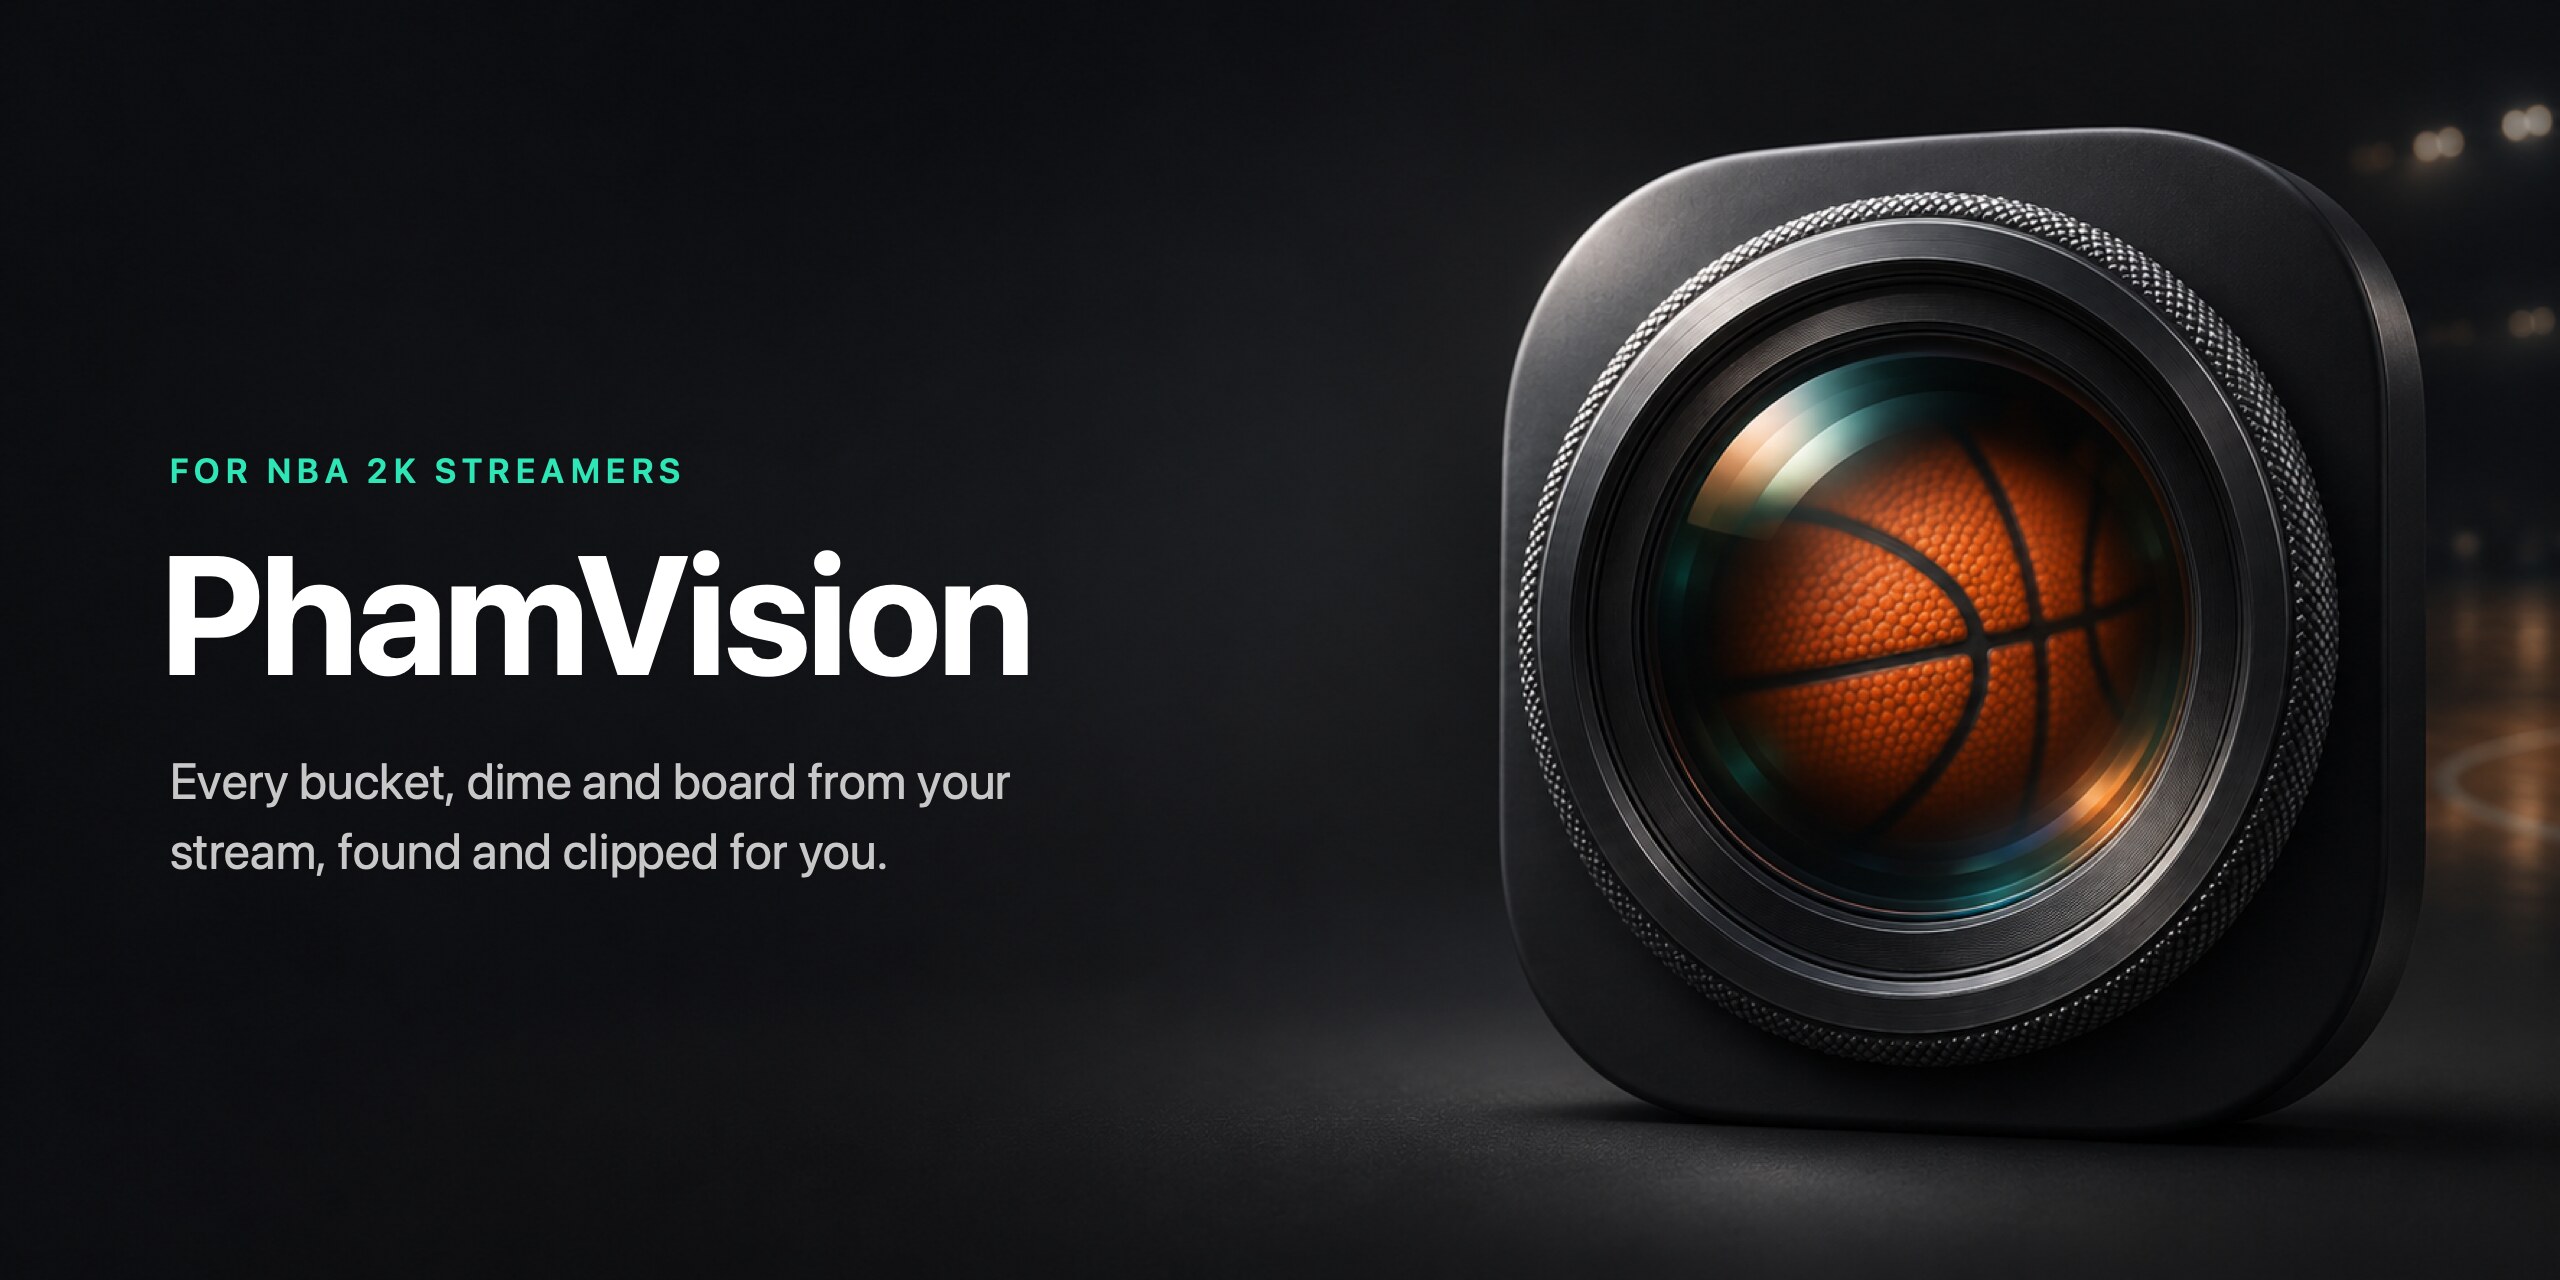 FOR NBA 2K STREAMERS
PhamVision
Every bucket, dime and board from your
stream, found and clipped for you.